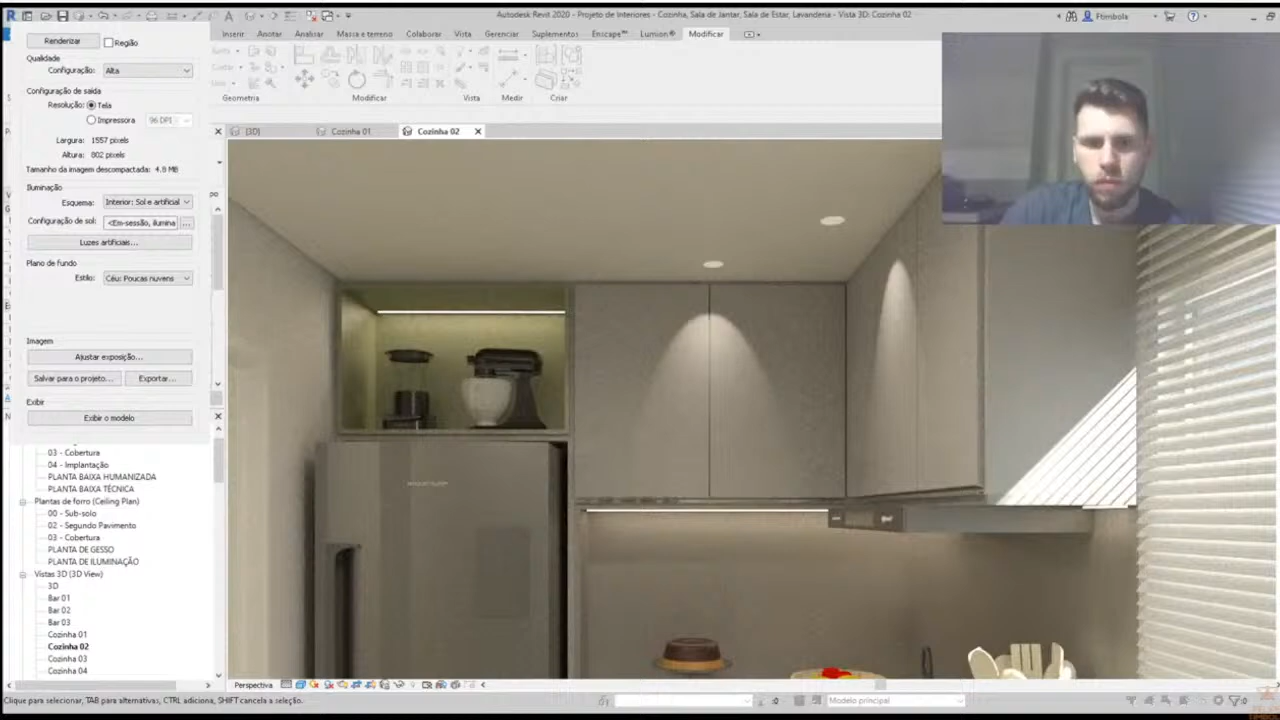 Autodesk Revit 2020 - Projeto de Interiores - Cozinha, Sala de Jantar, Sala de Estar, Lavanderia - Vista 3D: Cozinha 02
Ftimbola
Inserir Anotar Analisar Massa e terreno Colaborar Vista Gerenciar Suplementos Enscape™ Lumion® Modificar
Geometria Modificar Vista Medir Criar
{3D} Cozinha 01 Cozinha 02
Renderizar Região
Qualidade
Configuração: Alta
Configuração de saída
Resolução: Tela
Impressora 96 DPI
Largura: 1557 pixels
Altura: 802 pixels
Tamanho da imagem descompactada: 4.8 MB
Iluminação
Esquema: Interior: Sol e artificial
Configuração de sol: <Em-sessão, ilumina ...
Luzes artificiais...
Plano de fundo
Estilo: Céu: Poucas nuvens
Imagem
Ajustar exposição...
Salvar para o projeto... Exportar...
Exibir
Exibir o modelo
03 - Cobertura
04 - Implantação
PLANTA BAIXA HUMANIZADA
PLANTA BAIXA TÉCNICA
Plantas de forro (Ceiling Plan)
00 - Sub-solo
02 - Segundo Pavimento
03 - Cobertura
PLANTA DE GESSO
PLANTA DE ILUMINAÇÃO
Vistas 3D (3D View)
3D
Bar 01
Bar 02
Bar 03
Cozinha 01
Cozinha 02
Cozinha 03
Cozinha 04
Perspectiva
Clique para selecionar, TAB para alternativas, CTRL adiciona, SHIFT cancela a seleção.
:0
Modelo principal
:0